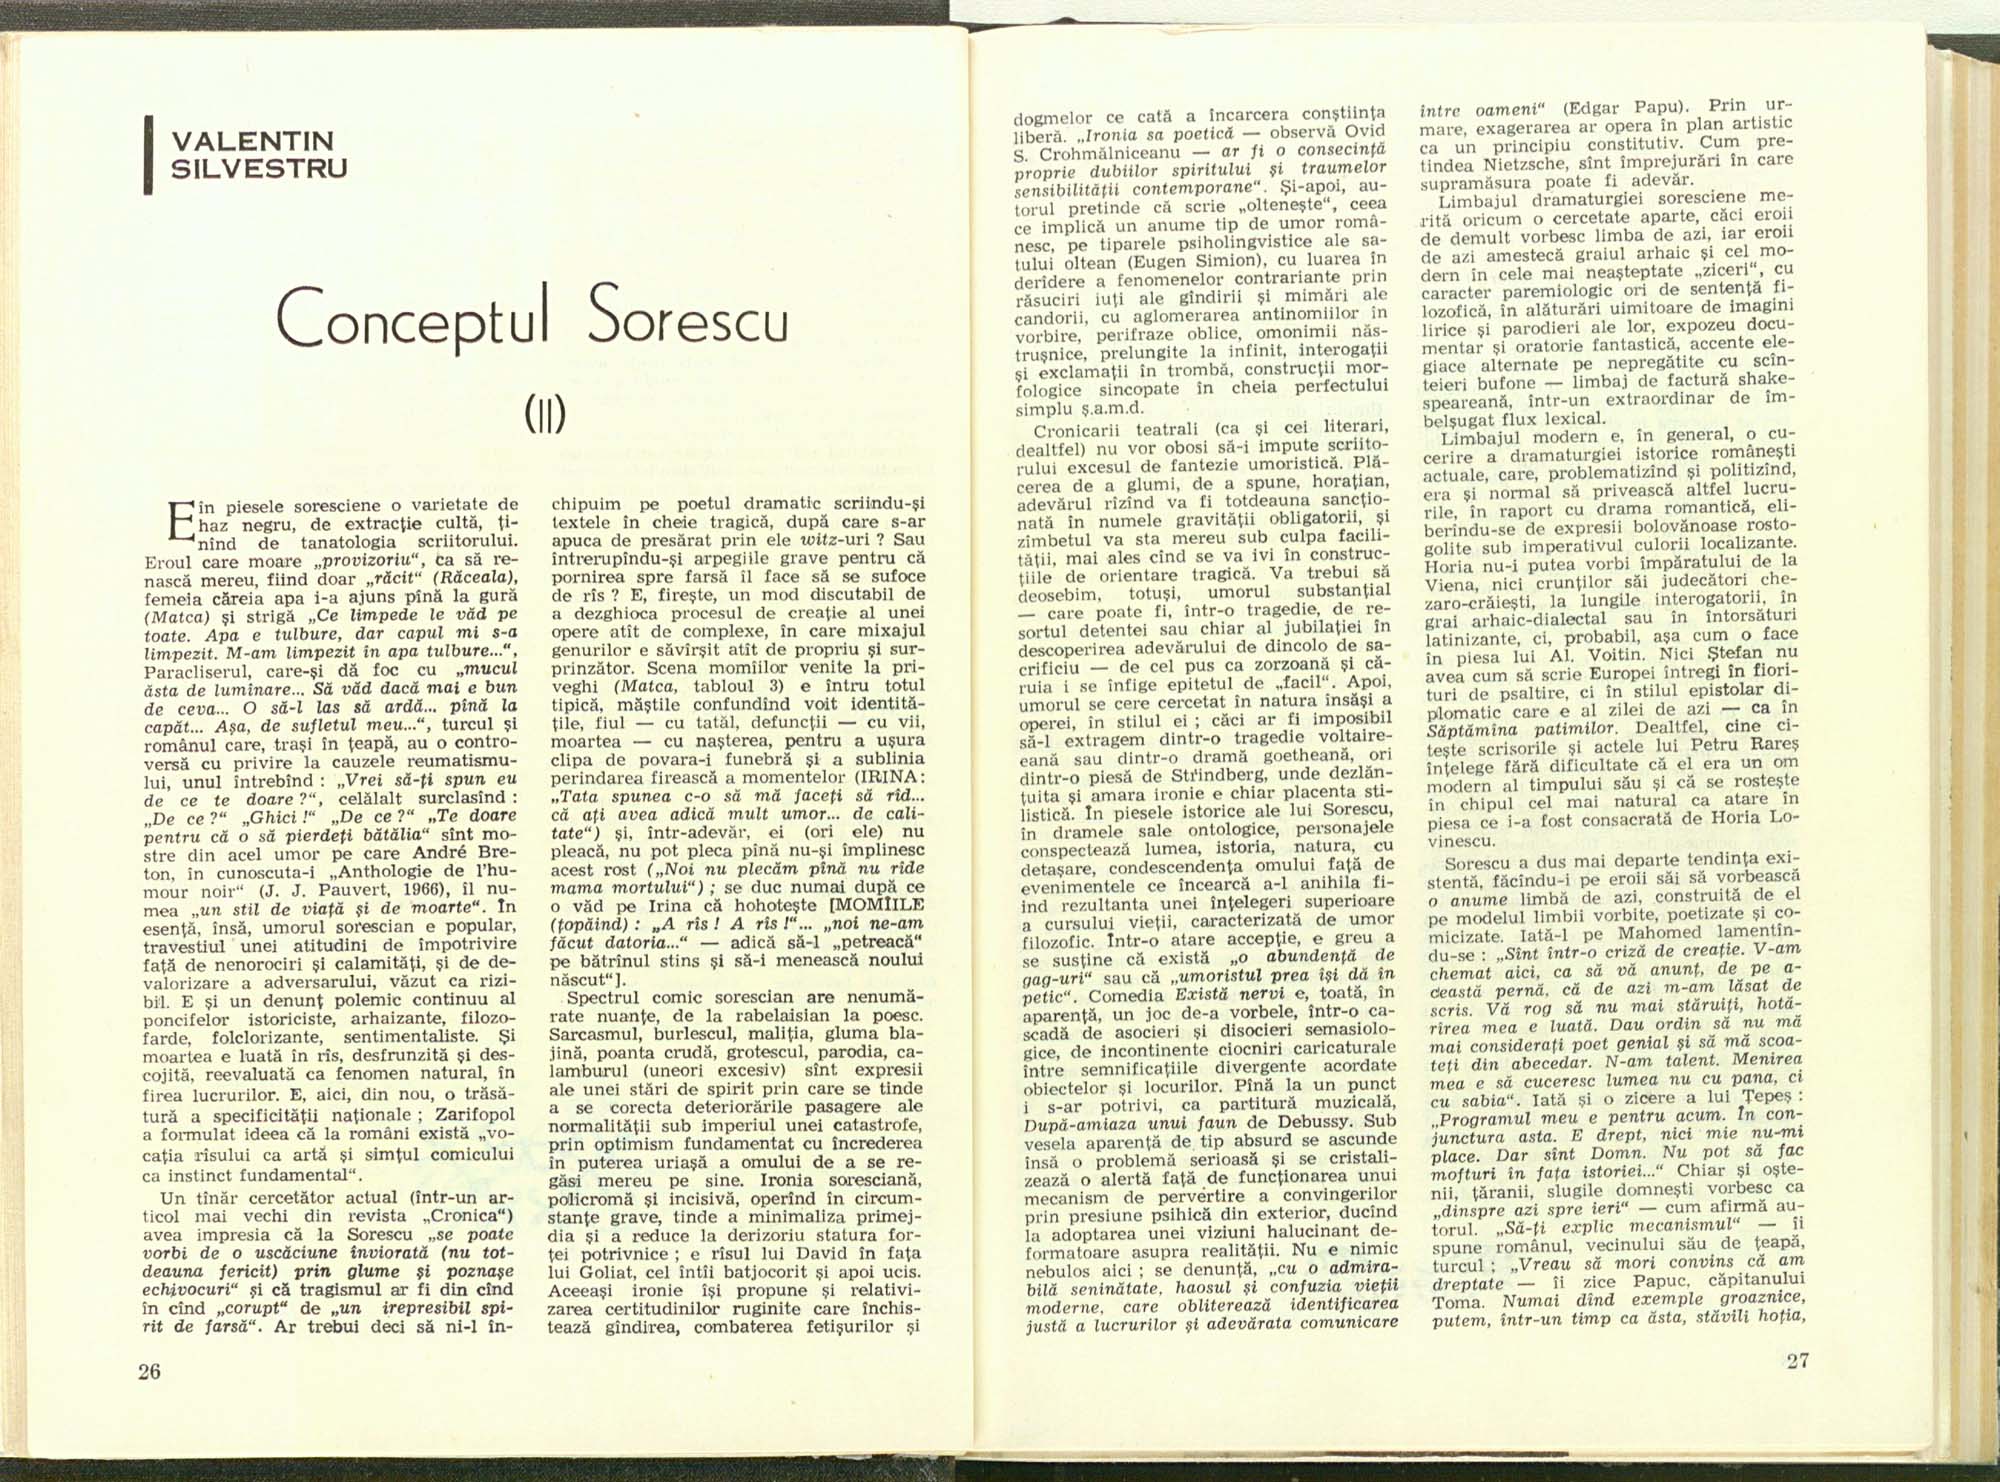 VALENTIN
SILVESTRU
Conceptul Sorescu
(II)
E în piesele soresciene o varietate de
haz negru, de extracție cultă, ți-
nînd de tanatologia scriitorului.
Eroul care moare „provizoriu“, ca să re-
nască mereu, fiind doar „răcit“ (Răceala),
femeia căreia apa i-a ajuns pînă la gură
(Matca) și strigă „Ce limpede le văd pe
toate. Apa e tulbure, dar capul mi s-a
limpezit. M-am limpezit în apa tulbure...“,
Paracliserul, care-și dă foc cu „mucul
ăsta de lumînare... Să văd dacă mai e bun
de ceva... O să-l las să ardă... pînă la
capăt... Așa, de sufletul meu...“, turcul și
românul care, trași în țeapă, au o contro-
versă cu privire la cauzele reumatismu-
lui, unul întrebînd : „Vrei să-ți spun eu
de ce te doare ?“, celălalt surclasînd :
„De ce ?“ „Ghici !“ „De ce ?“ „Te doare
pentru că o să pierdeți bătălia“ sînt mo-
stre din acel umor pe care André Bre-
ton, în cunoscuta-i „Anthologie de l'hu-
mour noir“ (J. J. Pauvert, 1966), îl nu-
mea „un stil de viață și de moarte“. În
esență, însă, umorul sorescian e popular,
travestiul unei atitudini de împotrivire
față de nenorociri și calamități, și de de-
valorizare a adversarului, văzut ca rizi-
bil. E și un denunț polemic continuu al
poncifelor istoriciste, arhaizante, filozo-
farde, folclorizante, sentimentaliste. Și
moartea e luată în rîs, desfrunzită și des-
cojită, reevaluată ca fenomen natural, în
firea lucrurilor. E, aici, din nou, o trăsă-
tură a specificității naționale ; Zarifopol
a formulat ideea că la români există „vo-
cația risului ca artă și simțul comicului
ca instinct fundamental“.
Un tînăr cercetător actual (într-un ar-
ticol mai vechi din revista „Cronica“)
avea impresia că la Sorescu „se poate
vorbi de o uscăciune înviorată (nu tot-
deauna fericit) prin glume și poznașe
echivocuri“ și că tragismul ar fi din cînd
în cînd „corupt“ de „un irepresibil spi-
rit de farsă“. Ar trebui deci să ni-l în-
chipuim pe poetul dramatic scriindu-și
textele în cheie tragică, după care s-ar
apuca de presărat prin ele witz-uri ? Sau
întrerupîndu-și arpegiile grave pentru că
pornirea spre farsă îl face să se sufoce
de rîs ? E, firește, un mod discutabil de
a dezghioca procesul de creație al unei
opere atît de complexe, în care mixajul
genurilor e săvîrșit atît de propriu și sur-
prinzător. Scena momîilor venite la pri-
veghi (Matca, tabloul 3) e întru totul
tipică, măștile confundînd voit identită-
țile, fiul — cu tatăl, defuncții — cu vii,
moartea — cu nașterea, pentru a ușura
clipa de povara-i funebră și a sublinia
perindarea firească a momentelor (IRINA:
„Tata spunea c-o să mă faceți să rîd...
că ați avea adică mult umor... de cali-
tate“) și, într-adevăr, ei (ori ele) nu
pleacă, nu pot pleca pînă nu-și împlinesc
acest rost („Noi nu plecăm pînă nu rîde
mama mortului“) ; se duc numai după ce
o văd pe Irina că hohotește [MOMÎILE
(țopăind) : „A rîs ! A rîs !“... „noi ne-am
făcut datoria...“ — adică să-l „petreacă“
pe bătrînul stins și să-i menească noului
născut“].
Spectrul comic sorescian are nenumă-
rate nuanțe, de la rabelaisian la poesc.
Sarcasmul, burlescul, maliția, gluma bla-
jină, poanta crudă, grotescul, parodia, ca-
lamburul (uneori excesiv) sînt expresii
ale unei stări de spirit prin care se tinde
a se corecta deteriorările pasagere ale
normalității sub imperiul unei catastrofe,
prin optimism fundamentat cu încrederea
în puterea uriașă a omului de a se re-
găsi mereu pe sine. Ironia soresciană,
policromă și incisivă, operînd în circum-
stanțe grave, tinde a minimaliza primej-
dia și a reduce la derizoriu statura for-
ței potrivnice ; e rîsul lui David în fața
lui Goliat, cel întîi batjocorit și apoi ucis.
Aceeași ironie își propune și relativi-
zarea certitudinilor ruginite care închis-
tează gîndirea, combaterea fetișurilor și
26
dogmelor ce cată a încarcera conștiința
liberă. „Ironia sa poetică — observă Ovid
S. Crohmălniceanu — ar fi o consecință
proprie dubiilor spiritului și traumelor
sensibilității contemporane“. Și-apoi, au-
torul pretinde că scrie „oltenește“, ceea
ce implică un anume tip de umor româ-
nesc, pe tiparele psiholingvistice ale sa-
tului oltean (Eugen Simion), cu luarea în
deridere a fenomenelor contrariante prin
răsuciri iuți ale gîndirii și mimări ale
candorii, cu aglomerarea antinomiilor în
vorbire, perifraze oblice, omonimii năs-
trușnice, prelungite la infinit, interogații
și exclamații în trombă, construcții mor-
fologice sincopate în cheia perfectului
simplu ș.a.m.d.
Cronicarii teatrali (ca și cei literari,
dealtfel) nu vor obosi să-i impute scriito-
rului excesul de fantezie umoristică. Plă-
cerea de a glumi, de a spune, horațian,
adevărul rîzînd va fi totdeauna sancțio-
nată în numele gravității obligatorii, și
zîmbetul va sta mereu sub culpa facili-
tății, mai ales cînd se va ivi în construc-
țiile de orientare tragică. Va trebui să
deosebim, totuși, umorul substanțial
— care poate fi, într-o tragedie, de re-
sortul detentei sau chiar al jubilației în
descoperirea adevărului de dincolo de sa-
crificiu — de cel pus ca zorzoană și că-
ruia i se înfige epitetul de „facil“. Apoi,
umorul se cere cercetat în natura însăși a
operei, în stilul ei ; căci ar fi imposibil
să-l extragem dintr-o tragedie voltaire-
eană sau dintr-o dramă goetheană, ori
dintr-o piesă de Strindberg, unde dezlăn-
țuita și amara ironie e chiar placenta sti-
listică. În piesele istorice ale lui Sorescu,
în dramele sale ontologice, personajele
conspectează lumea, istoria, natura, cu
detașare, condescendența omului față de
evenimentele ce încearcă a-l anihila fi-
ind rezultanta unei înțelegeri superioare
a cursului vieții, caracterizată de umor
filozofic. Într-o atare accepție, e greu a
se susține că există „o abundență de
gag-uri“ sau că „umoristul prea își dă în
petic“. Comedia Există nervi e, toată, în
aparență, un joc de-a vorbele, într-o cas-
cadă de asocieri și disocieri semasiolo-
gice, de incontinente ciocniri caricaturale
între semnificațiile divergente acordate
obiectelor și locurilor. Pînă la un punct
i s-ar potrivi, ca partitură muzicală,
După-amiaza unui faun de Debussy. Sub
vesela aparență de tip absurd se ascunde
însă o problemă serioasă și se cristali-
zează o alertă față de funcționarea unui
mecanism de pervertire a convingerilor
prin presiune psihică din exterior, ducînd
la adoptarea unei viziuni halucinant de-
formatoare asupra realității. Nu e nimic
nebulos aici ; se denunță, „cu o admira-
bilă seninătate, haosul și confuzia vieții
moderne, care obliterează identificarea
justă a lucrurilor și adevărata comunicare
între oameni“ (Edgar Papu). Prin ur-
mare, exagerarea ar opera în plan artistic
ca un principiu constitutiv. Cum pre-
tindea Nietzsche, sînt împrejurări în care
supramăsura poate fi adevăr.
Limbajul dramaturgiei soresciene me-
rită oricum o cercetate aparte, căci eroii
de demult vorbesc limba de azi, iar eroii
de azi amestecă graiul arhaic și cel mo-
dern în cele mai neașteptate „ziceri“, cu
caracter paremiologic ori de sentență fi-
lozofică, în alăturări uimitoare de imagini
lirice și parodieri ale lor, expozeu docu-
mentar și oratorie fantastică, accente ele-
giace alternate pe nepregătite cu scîn-
teieri bufone — limbaj de factură shake-
speareană, într-un extraordinar de îm-
belșugat flux lexical.
Limbajul modern e, în general, o cu-
cerire a dramaturgiei istorice românești
actuale, care, problematizînd și politizînd,
era și normal să privească altfel lucru-
rile, în raport cu drama romantică, eli-
berîndu-se de expresii bolovănoase rosto-
golite sub imperativul culorii localizante.
Horia nu-i putea vorbi împăratului de la
Viena, nici crunților săi judecători che-
zaro-crăiești, la lungile interogatorii, în
grai arhaic-dialectal sau în întorsături
latinizante, ci, probabil, așa cum o face
în piesa lui Al. Voitin. Nici Ștefan nu
avea cum să scrie Europei întregi în fiori-
turi de psaltire, ci în stilul epistolar di-
plomatic care e al zilei de azi — ca în
Săptămîna patimilor. Dealtfel, cine ci-
tește scrisorile și actele lui Petru Rareș
înțelege fără dificultate că el era un om
modern al timpului său și că se rostește
în chipul cel mai natural ca atare în
piesa ce i-a fost consacrată de Horia Lo-
vinescu.
Sorescu a dus mai departe tendința exi-
stentă, făcîndu-i pe eroii săi să vorbească
o anume limbă de azi, construită de el
pe modelul limbii vorbite, poetizate și co-
micizate. Iată-l pe Mahomed lamentîn-
du-se : „Sînt într-o criză de creație. V-am
chemat aici, ca să vă anunț, de pe a-
ceastă pernă, că de azi m-am lăsat de
scris. Vă rog să nu mai stăruiți, hotă-
rîrea mea e luată. Dau ordin să nu mă
mai considerați poet genial și să mă scoa-
teți din abecedar. N-am talent. Menirea
mea e să cuceresc lumea nu cu pana, ci
cu sabia“. Iată și o zicere a lui Țepeș :
„Programul meu e pentru acum. În con-
junctura asta. E drept, nici mie nu-mi
place. Dar sînt Domn. Nu pot să fac
mofturi în fața istoriei...“ Chiar și oște-
nii, țăranii, slugile domnești vorbesc ca
„dinspre azi spre ieri“ — cum afirmă au-
torul. „Să-ți explic mecanismul“ — îi
spune românul, vecinului său de țeapă,
turcul ; „Vreau să mori convins că am
dreptate — îi zice Papuc, căpitanului
Toma. Numai dînd exemple groaznice,
putem, într-un timp ca ăsta, stăvili hoția,
27